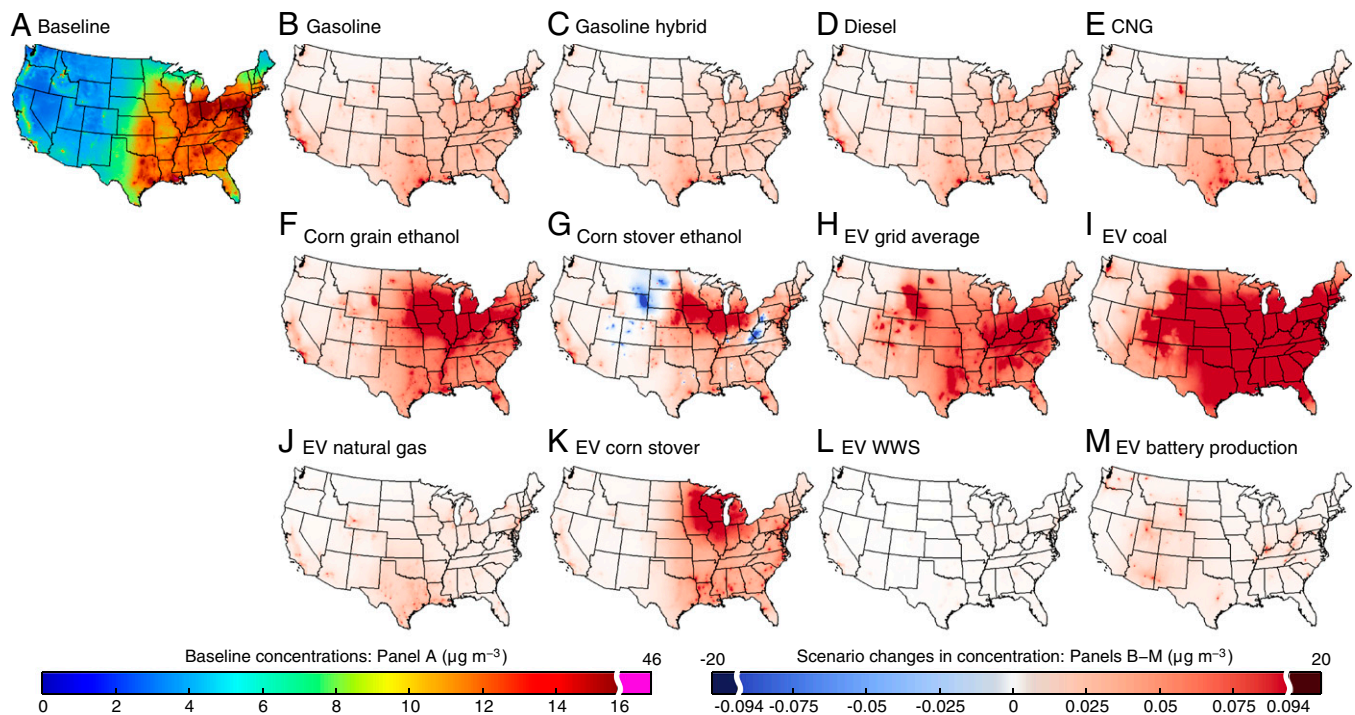 A Baseline
B Gasoline
C Gasoline hybrid
D Diesel
E CNG
F Corn grain ethanol
G Corn stover ethanol
H EV grid average
I EV coal
J EV natural gas
K EV corn stover
L EV WWS
M EV battery production
Baseline concentrations: Panel A (µg m⁻³)
46
0 2 4 6 8 10 12 14 16
-20
Scenario changes in concentration: Panels B–M (µg m⁻³)
20
-0.094 -0.075 -0.05 -0.025 0 0.025 0.05 0.075 0.094